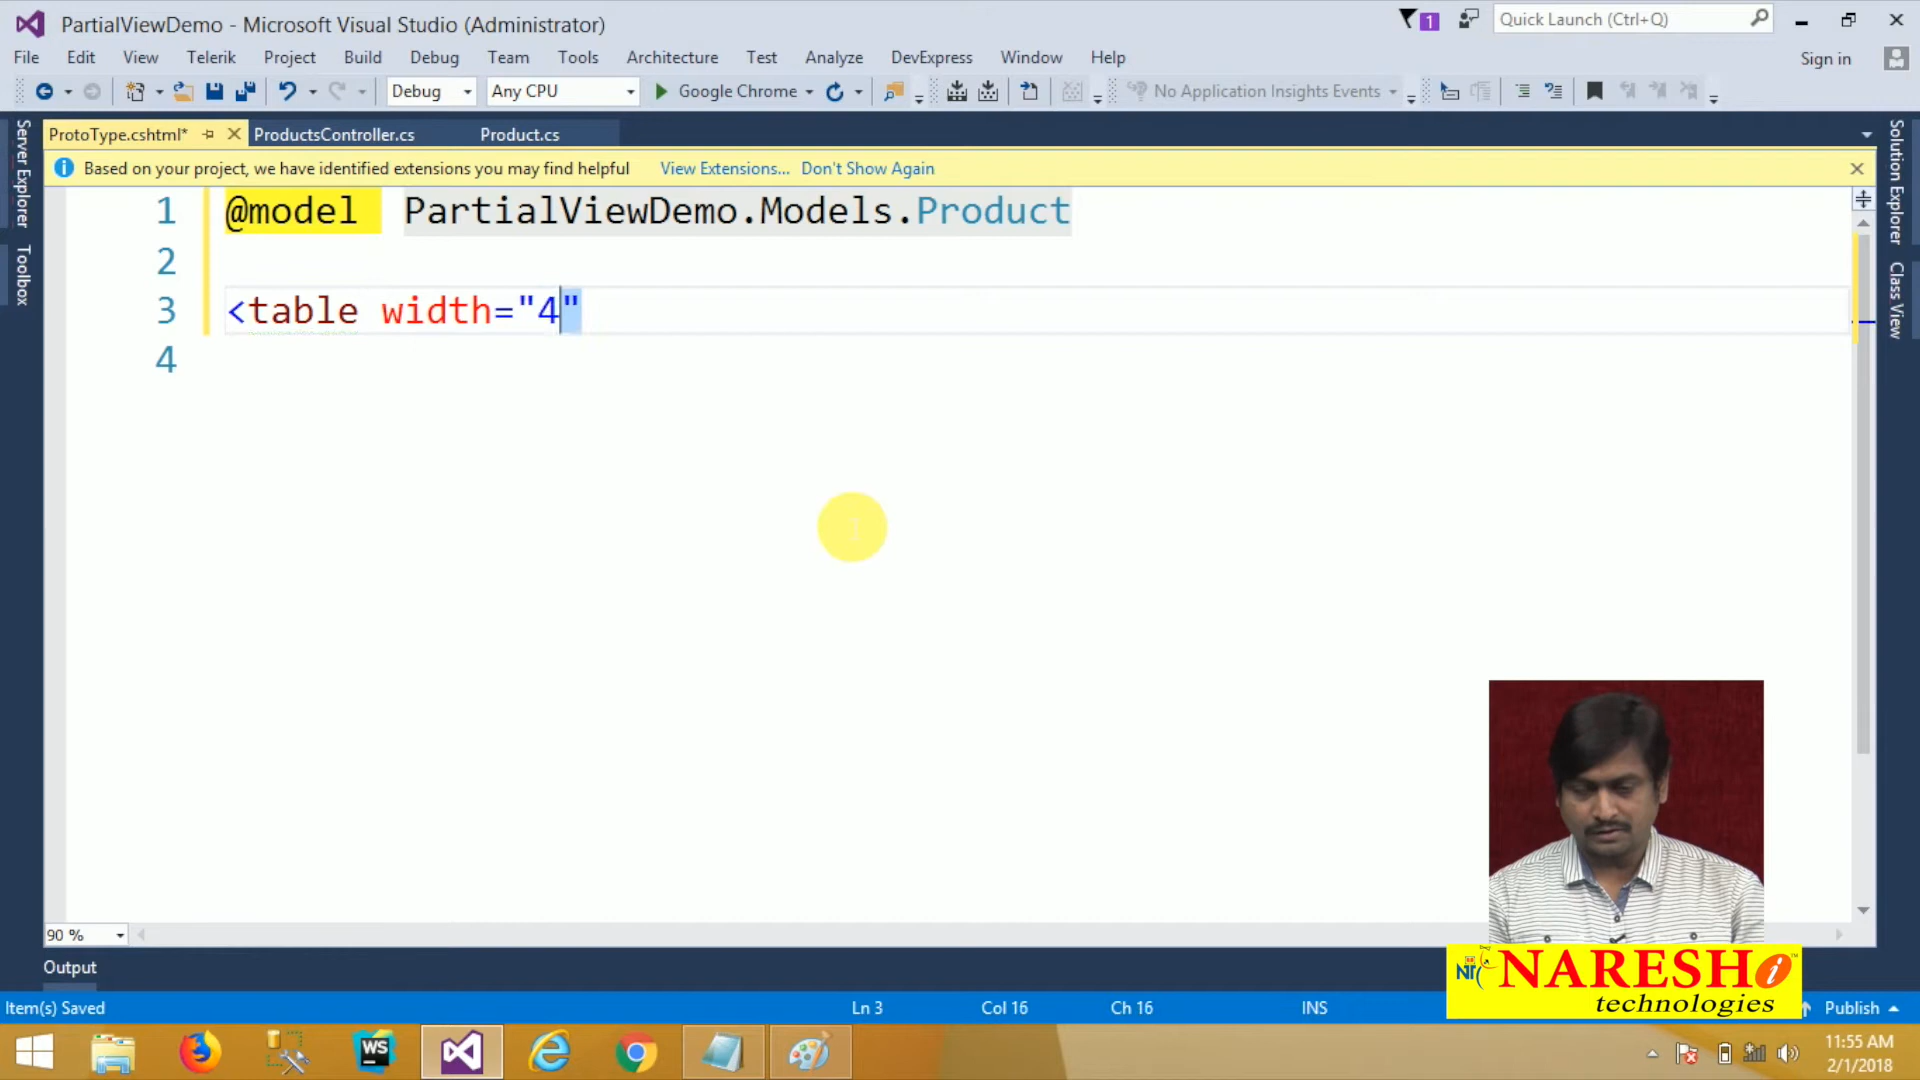 PartialViewDemo - Microsoft Visual Studio (Administrator)
1
Quick Launch (Ctrl+Q)
File Edit View Telerik Project Build Debug Team Tools Architecture Test Analyze DevExpress Window Help
Sign in
Debug Any CPU Google Chrome No Application Insights Events
ProtoType.cshtml* ProductsController.cs Product.cs
Based on your project, we have identified extensions you may find helpful View Extensions... Don't Show Again
Server Explorer
Toolbox
Solution Explorer
Class View
1 @model PartialViewDemo.Models.Product
2
3 <table width="4"
4
90 %
Output
NARESH i
technologies
Item(s) Saved Ln 3 Col 16 Ch 16 INS Publish
WS
11:55 AM
2/1/2018